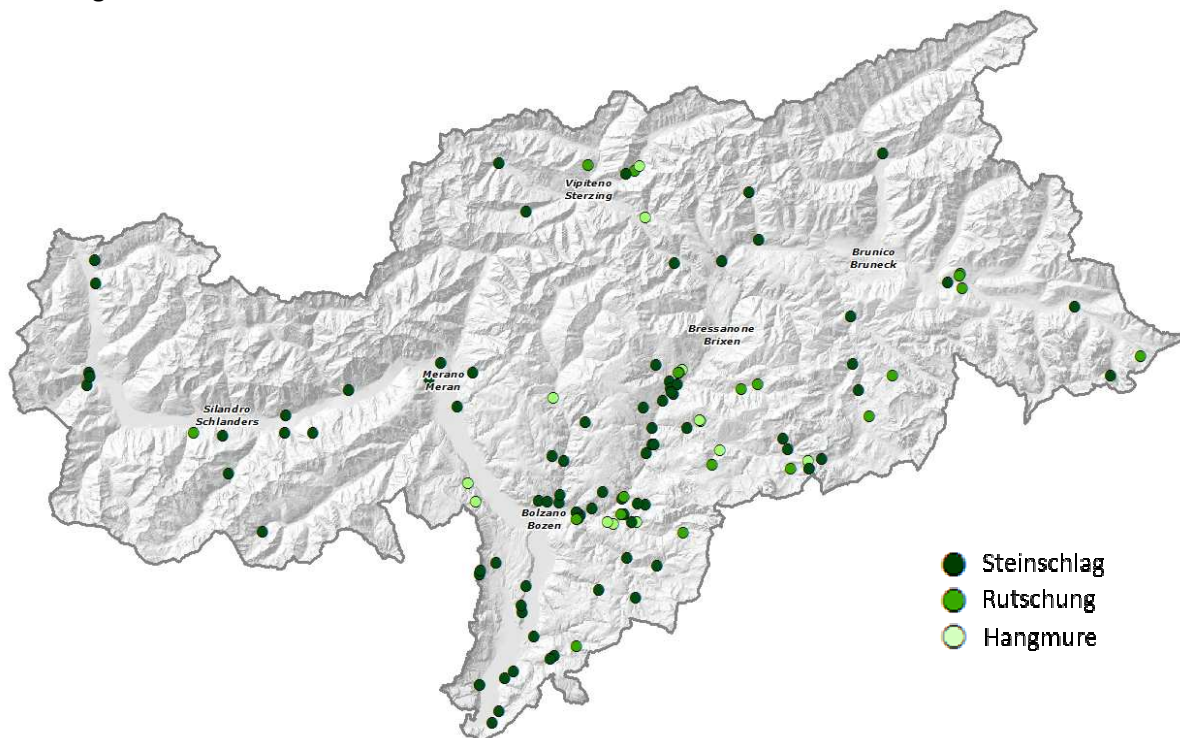 Vipiteno
Sterzing
Brunico
Bruneck
Bressanone
Brixen
Merano
Meran
Silandro
Schlanders
Bolzano
Bozen
Steinschlag
Rutschung
Hangmure